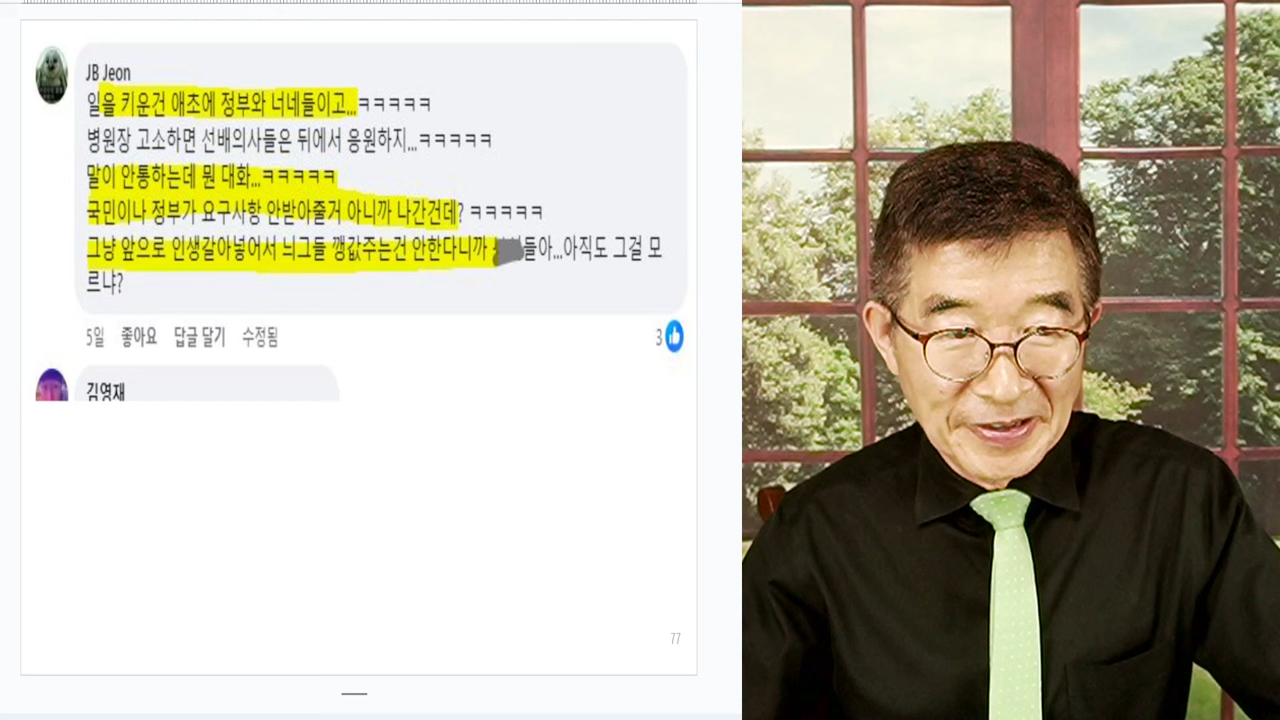 JB Jeon
일을 키운건 애초에 정부와 너네들이고...ㅋㅋㅋㅋㅋ
병원장 고소하면 선배의사들은 뒤에서 응원하지...ㅋㅋㅋㅋㅋ
말이 안통하는데 뭔 대화...ㅋㅋㅋㅋㅋ
국민이나 정부가 요구사항 안받아줄거 아니까 나간건데? ㅋㅋㅋㅋㅋ
그냥 앞으로 인생갈아넣어서 늬그들 깽값주는건 안한다니까 들아...아직도 그걸 모
르냐?
5일 좋아요 답글 달기 수정됨 3
김영재
77